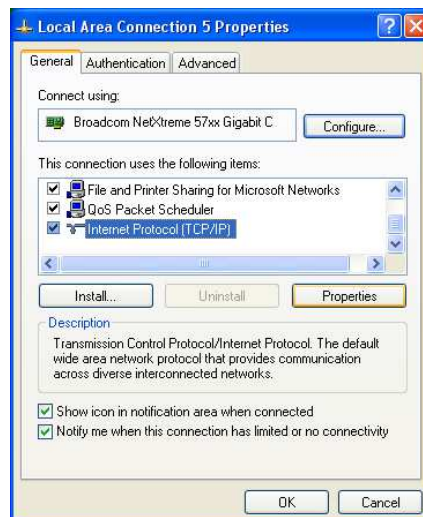 Local Area Connection 5 Properties
General
Authentication
Advanced
Connect using:
Broadcom NetXtreme 57xx Gigabit C
Configure...
This connection uses the following items:
File and Printer Sharing for Microsoft Networks
QoS Packet Scheduler
Internet Protocol (TCP/IP)
Install...
Uninstall
Properties
Description
Transmission Control Protocol/Internet Protocol. The default
wide area network protocol that provides communication
across diverse interconnected networks.
Show icon in notification area when connected
Notify me when this connection has limited or no connectivity
OK
Cancel